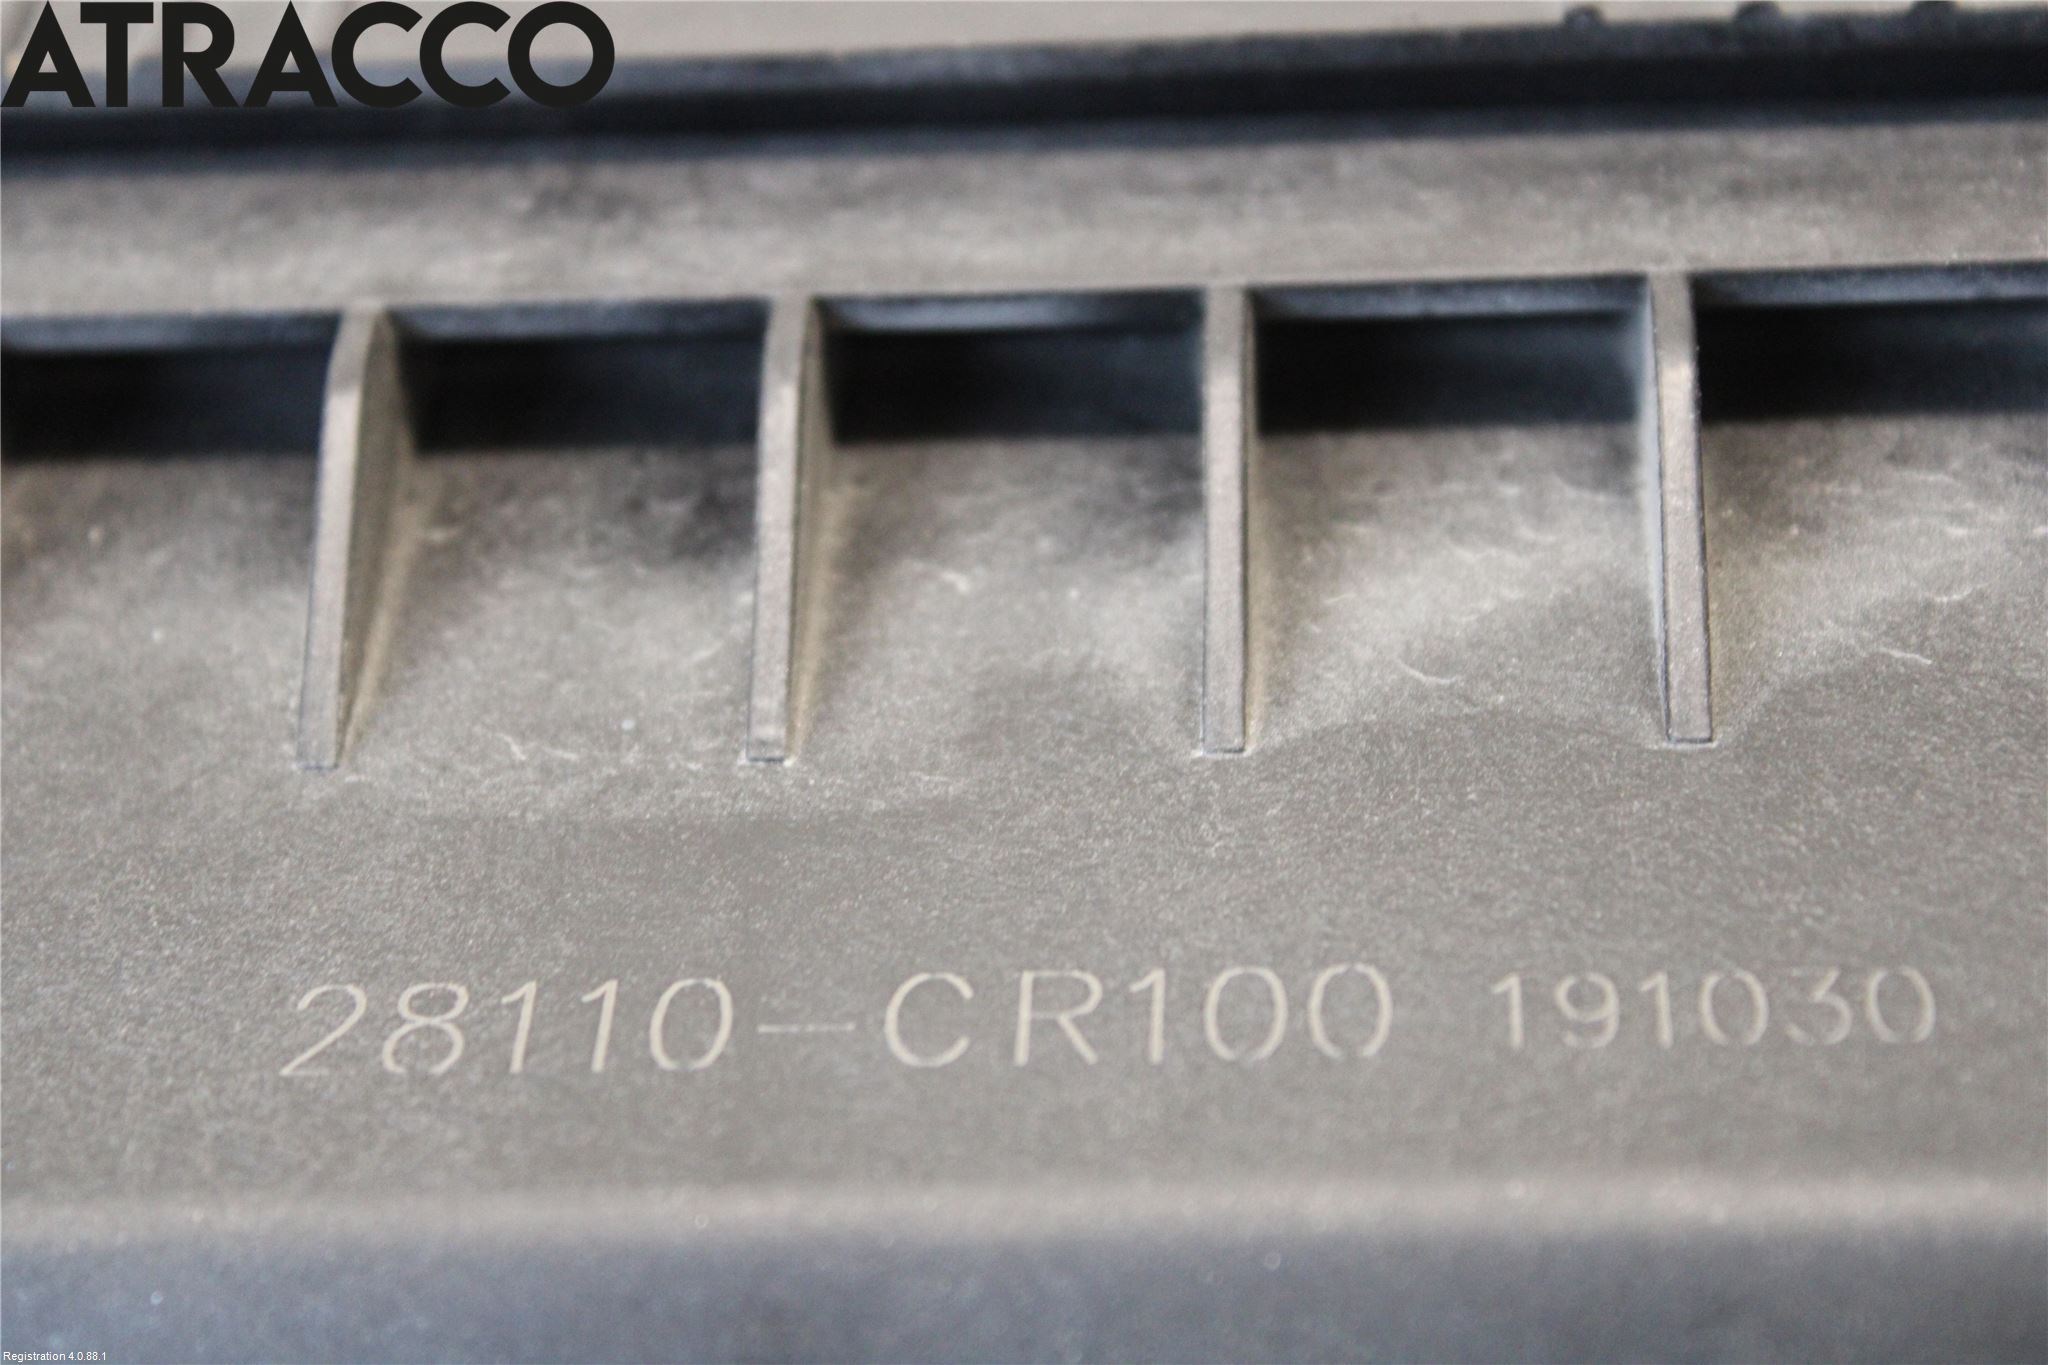 ATRACCO
28110-CR100 191030
Registration 4.0.88.1